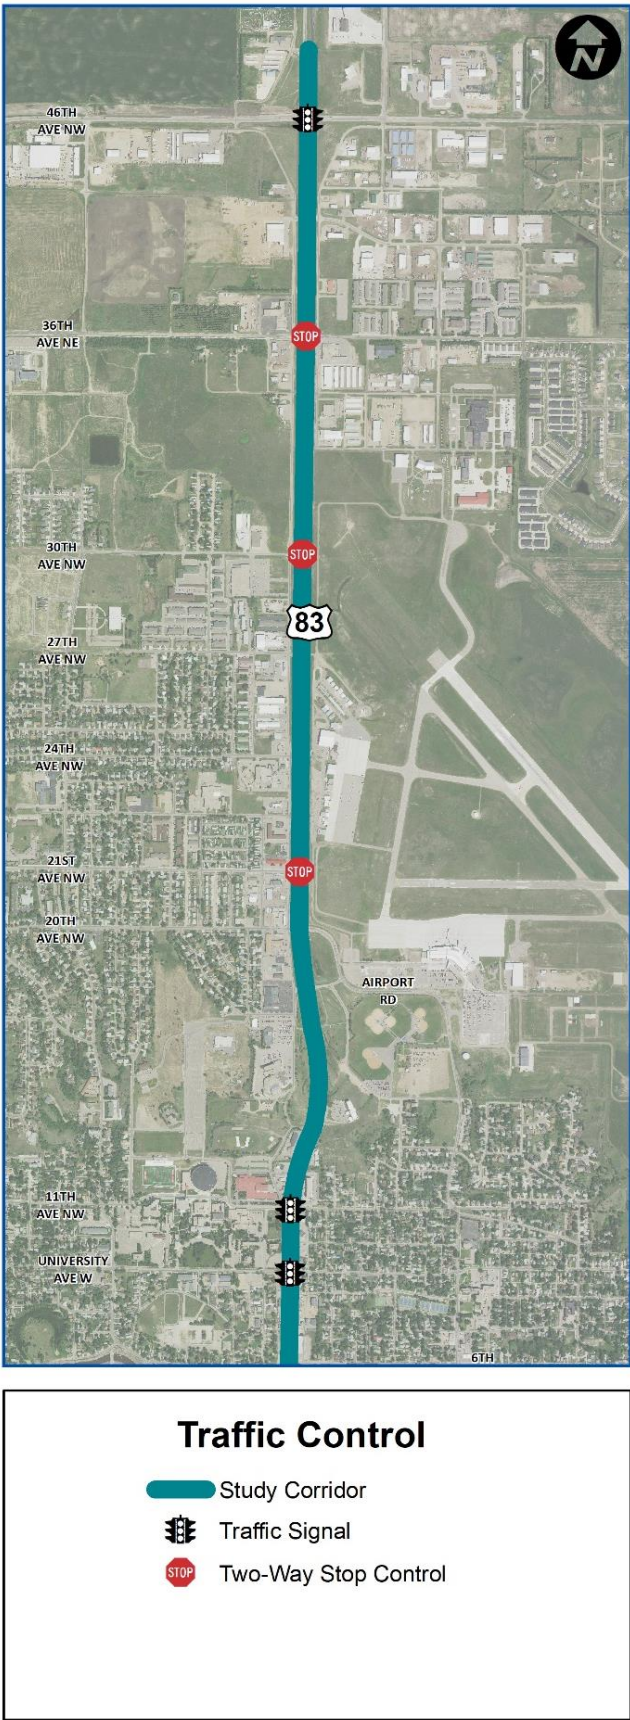 N
46TH
AVE NW
36TH
AVE NE
STOP
30TH
AVE NW
STOP
83
27TH
AVE NW
24TH
AVE NW
21ST
AVE NW
STOP
20TH
AVE NW
AIRPORT
RD
11TH
AVE NW
UNIVERSITY
AVE W
6TH
Traffic Control
Study Corridor
Traffic Signal
STOP Two-Way Stop Control